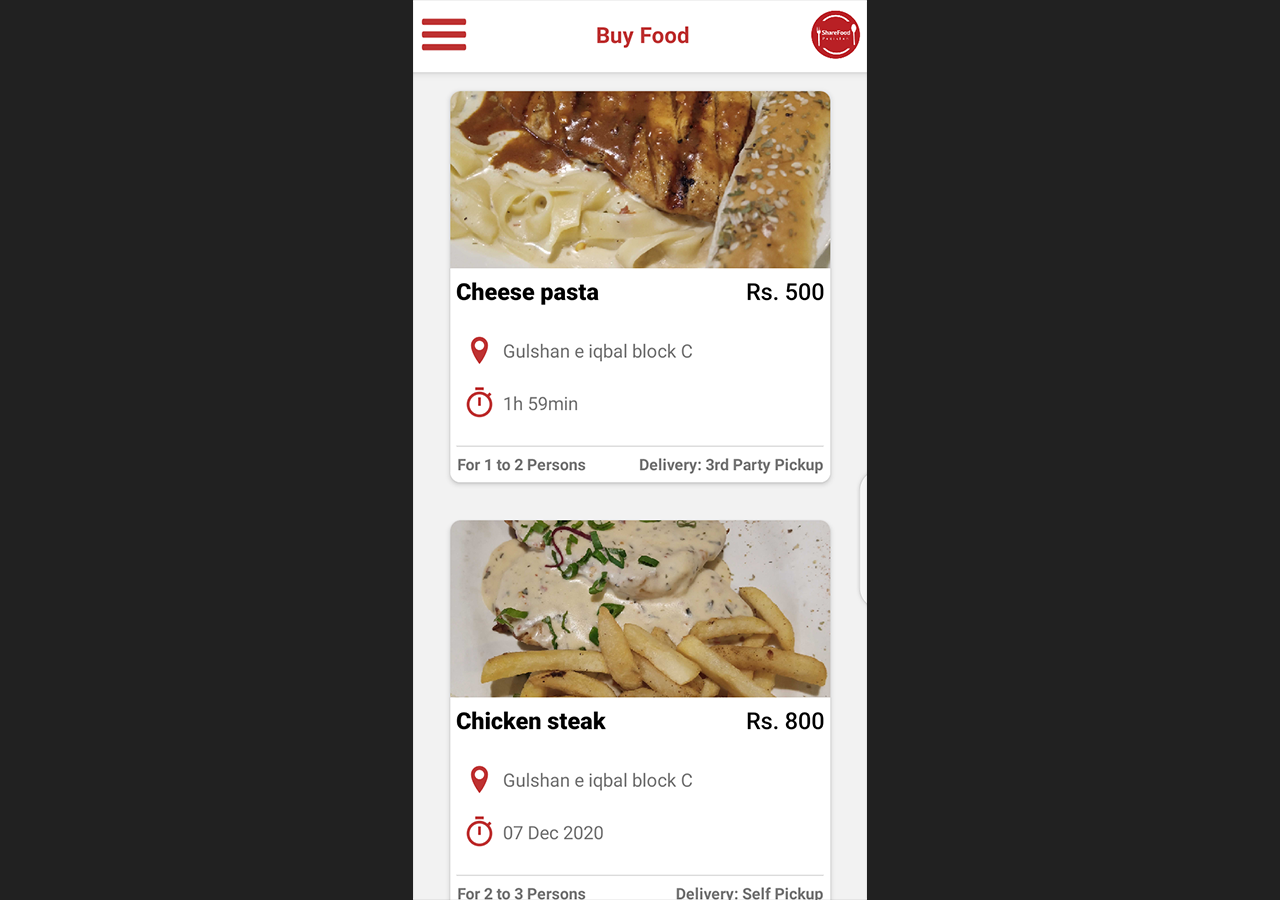 Buy Food
ShareFood
Pakistan
Cheese pasta
Rs. 500
Gulshan e iqbal block C
1h 59min
For 1 to 2 Persons
Delivery: 3rd Party Pickup
Chicken steak
Rs. 800
Gulshan e iqbal block C
07 Dec 2020
For 2 to 3 Persons
Delivery: Self Pickup